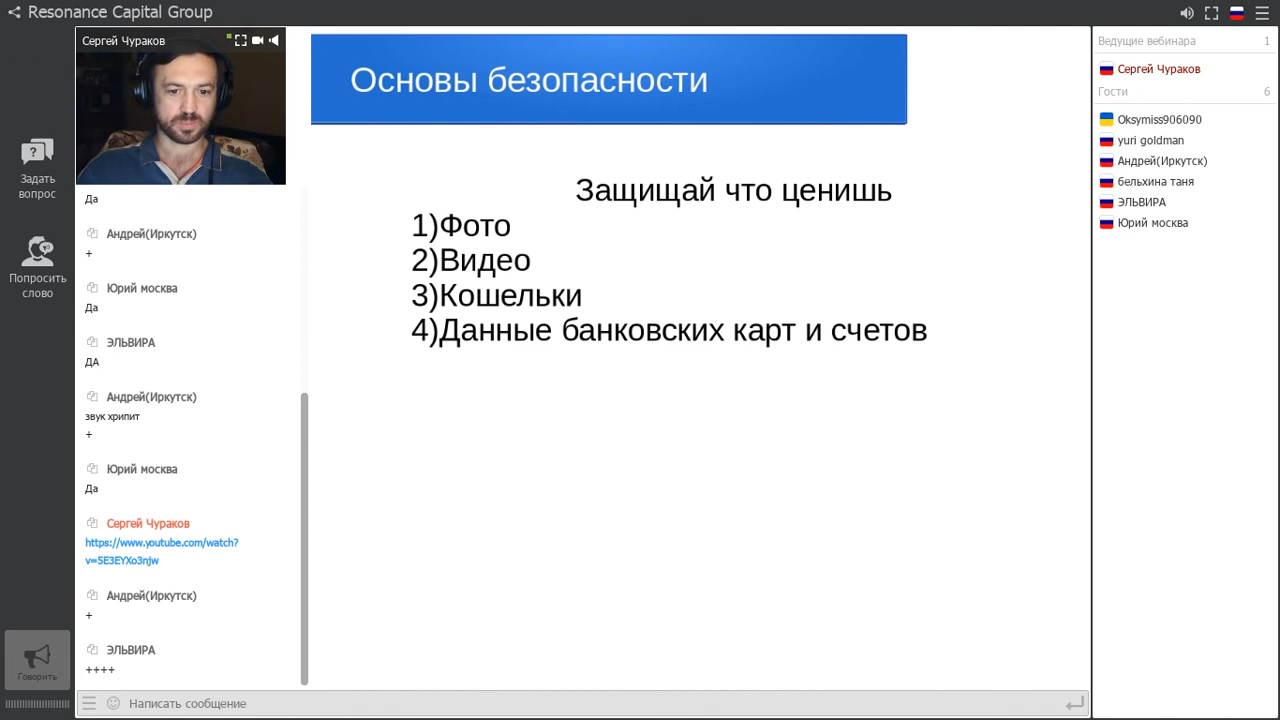 Resonance Capital Group
Сергей Чураков
Задать
вопрос
Попросить
слово
Говорить
Да
Андрей(Иркутск)
+
Юрий москва
Да
ЭЛЬВИРА
ДА
Андрей(Иркутск)
звук хрипит
+
Юрий москва
Да
Сергей Чураков
https://www.youtube.com/watch?
v=5E3EYXo3njw
Андрей(Иркутск)
+
ЭЛЬВИРА
++++
Написать сообщение
Основы безопасности
Защищай что ценишь
1)Фото
2)Видео
3)Кошельки
4)Данные банковских карт и счетов
Ведущие вебинара 1
Сергей Чураков
Гости 6
Oksymiss906090
yuri goldman
Андрей(Иркутск)
бельхина таня
ЭЛЬВИРА
Юрий москва